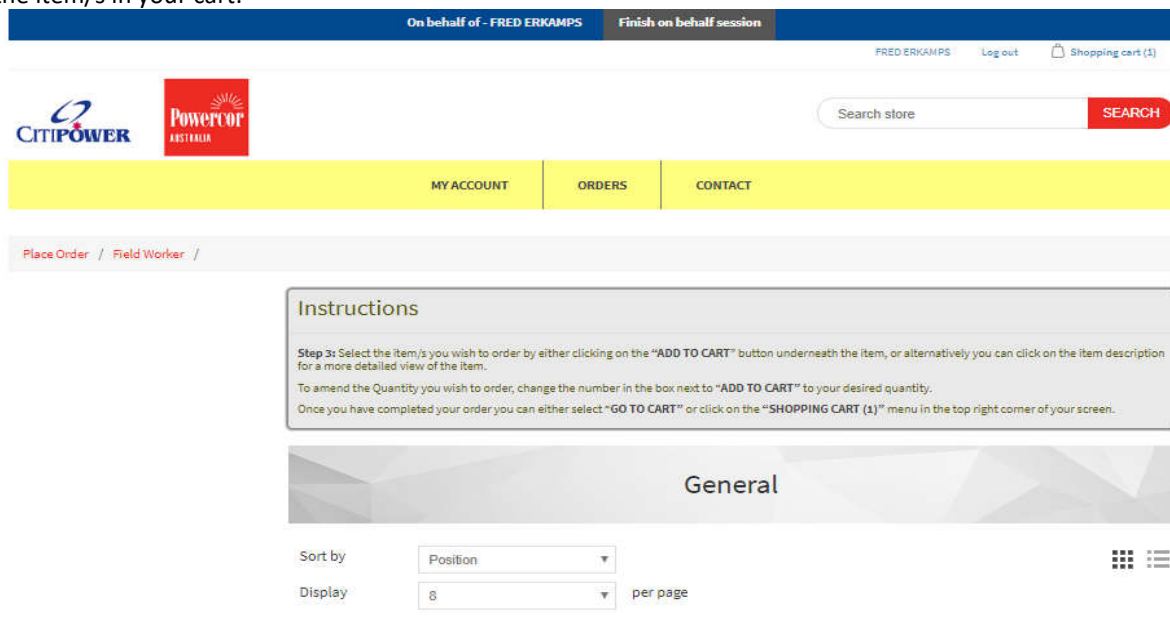 the item/s in your cart.
On behalf of - FRED ERKAMPS Finish on behalf session
FRED ERKAMPS Log out Shopping cart (1)
CITIPOWER
Powercor
AUSTRALIA
Search store SEARCH
MY ACCOUNT ORDERS CONTACT
Place Order / Field Worker /
Instructions
Step 3: Select the item/s you wish to order by either clicking on the “ADD TO CART” button underneath the item, or alternatively you can click on the item description
for a more detailed view of the item.
To amend the Quantity you wish to order, change the number in the box next to “ADD TO CART” to your desired quantity.
Once you have completed your order you can either select “GO TO CART” or click on the “SHOPPING CART (1)” menu in the top right corner of your screen.
General
Sort by Position
Display 8 per page